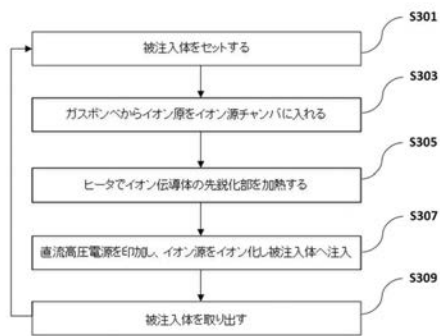 S301
被注入体をセットする
S303
ガスボンベからイオン原をイオン源チャンバに入れる
S305
ヒータでイオン伝導体の先鋭化部を加熱する
S307
直流高圧電源を印加し、イオン源をイオン化し被注入体へ注入
S309
被注入体を取り出す